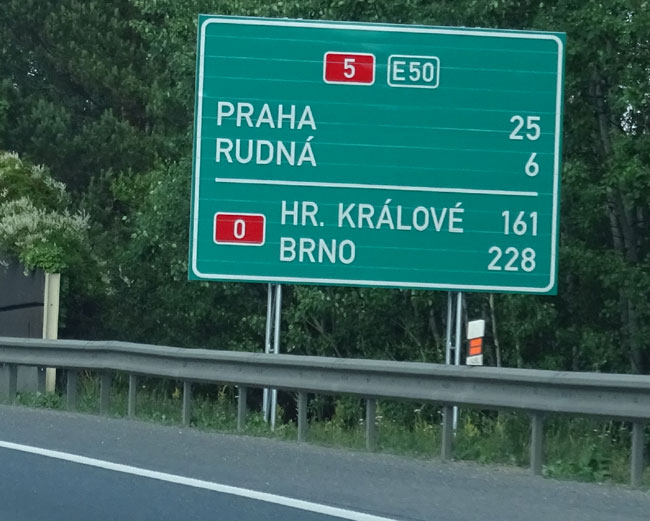 5 E50
PRAHA 25
RUDNÁ 6
0 HR. KRÁLOVÉ 161
BRNO 228